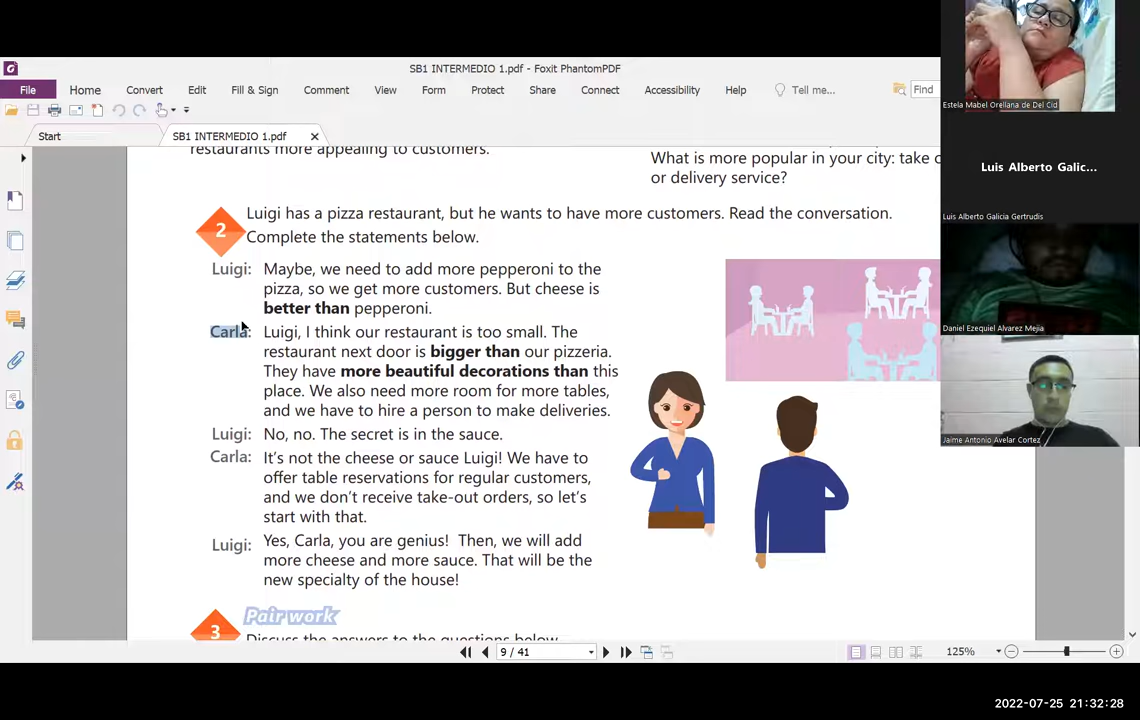 SB1 INTERMEDIO 1.pdf - Foxit PhantomPDF
File Home Convert Edit Fill & Sign Comment View Form Protect Share Connect Accessibility Help Tell me... Find
Start SB1 INTERMEDIO 1.pdf
restaurants more appealing to customers.
What is more popular in your city: take
or delivery service?
2 Luigi has a pizza restaurant, but he wants to have more customers. Read the conversation.
Complete the statements below.
Luigi: Maybe, we need to add more pepperoni to the
pizza, so we get more customers. But cheese is
better than pepperoni.
Carla: Luigi, I think our restaurant is too small. The
restaurant next door is bigger than our pizzeria.
They have more beautiful decorations than this
place. We also need more room for more tables,
and we have to hire a person to make deliveries.
Luigi: No, no. The secret is in the sauce.
Carla: It's not the cheese or sauce Luigi! We have to
offer table reservations for regular customers,
and we don't receive take-out orders, so let's
start with that.
Luigi: Yes, Carla, you are genius! Then, we will add
more cheese and more sauce. That will be the
new specialty of the house!
Pair work
3 Discuss the answers to the questions below
9 / 41
125%
Estela Mabel Orellana de Del Cid
Luis Alberto Galic...
Luis Alberto Galicia Gertrudis
Daniel Ezequiel Alvarez Mejia
Jaime Antonio Avelar Cortez
2022-07-25 21:32:28